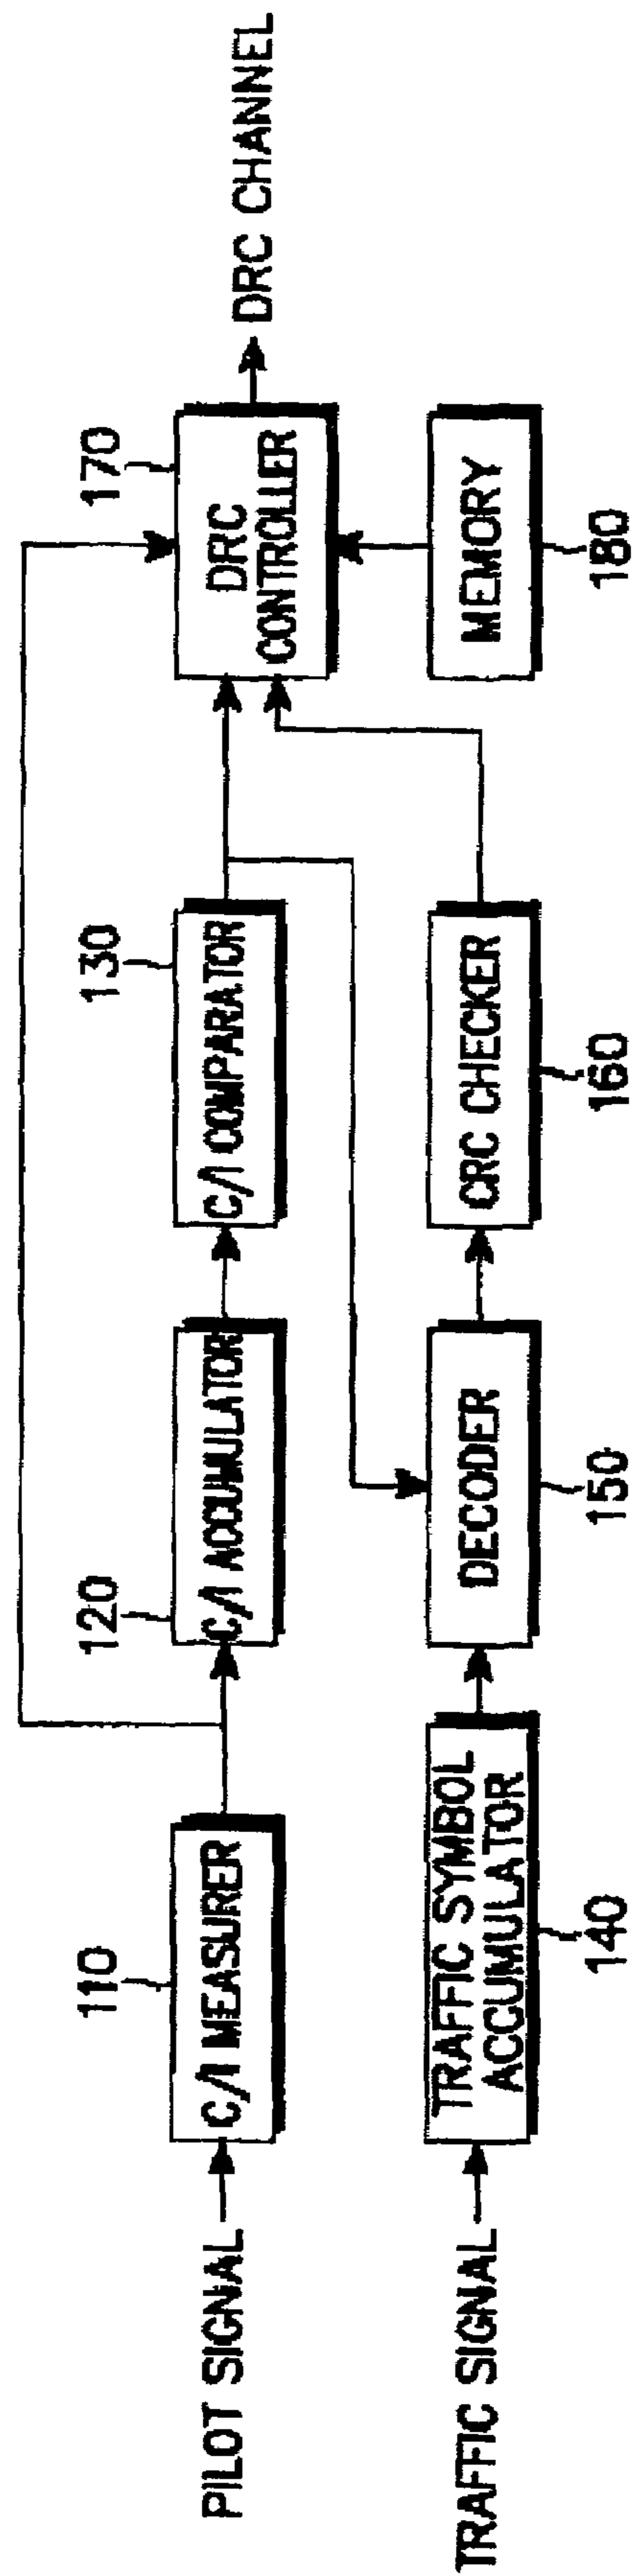 PILOT SIGNAL
110
C/I MEASURER
120
C/I ACCUMULATOR
130
C/I COMPARATOR
170
DRC
CONTROLLER
DRC CHANNEL
TRAFFIC SIGNAL
TRAFFIC SYMBOL
ACCUMULATOR
140
DECODER
150
CRC CHECKER
160
MEMORY
180